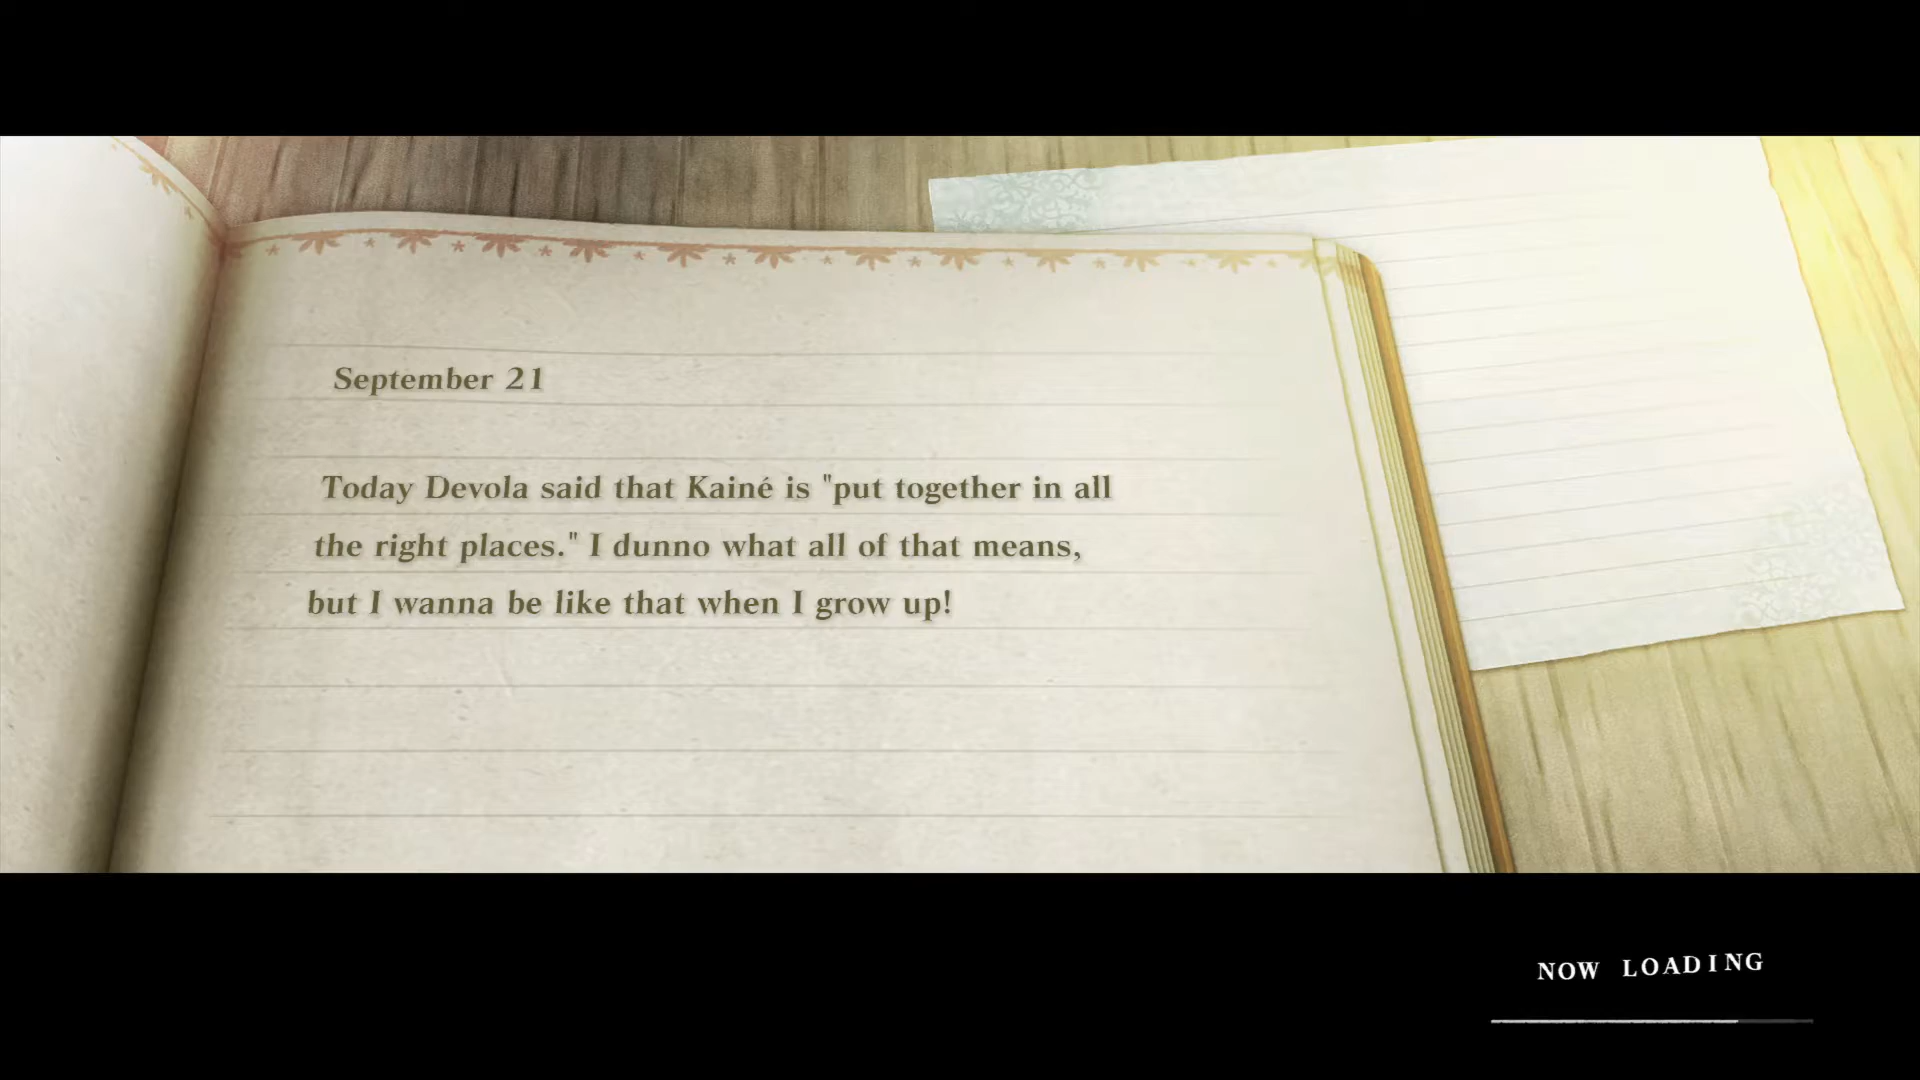 September 21
Today Devola said that Kainé is "put together in all
the right places." I dunno what all of that means,
but I wanna be like that when I grow up!
NOW LOADING